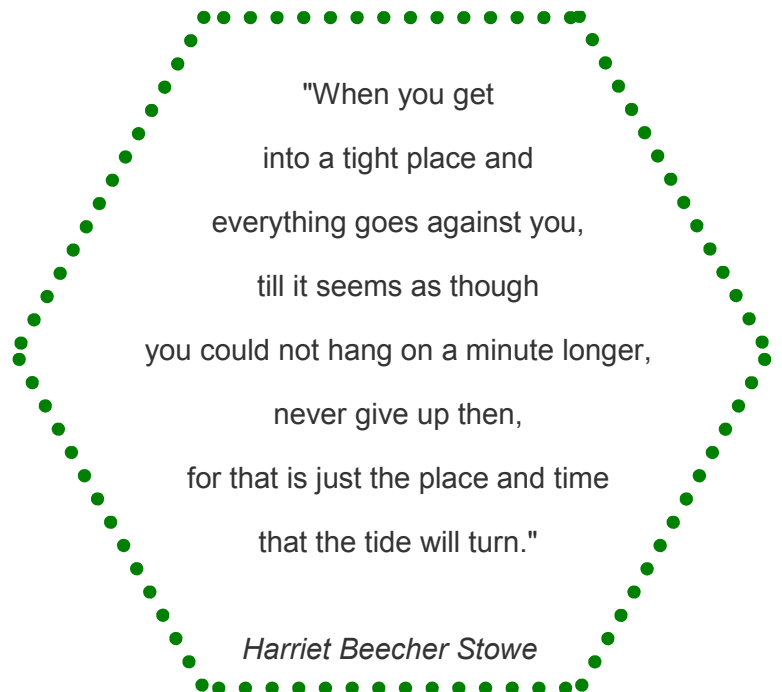 "When you get
into a tight place and
everything goes against you,
till it seems as though
you could not hang on a minute longer,
never give up then,
for that is just the place and time
that the tide will turn."
Harriet Beecher Stowe